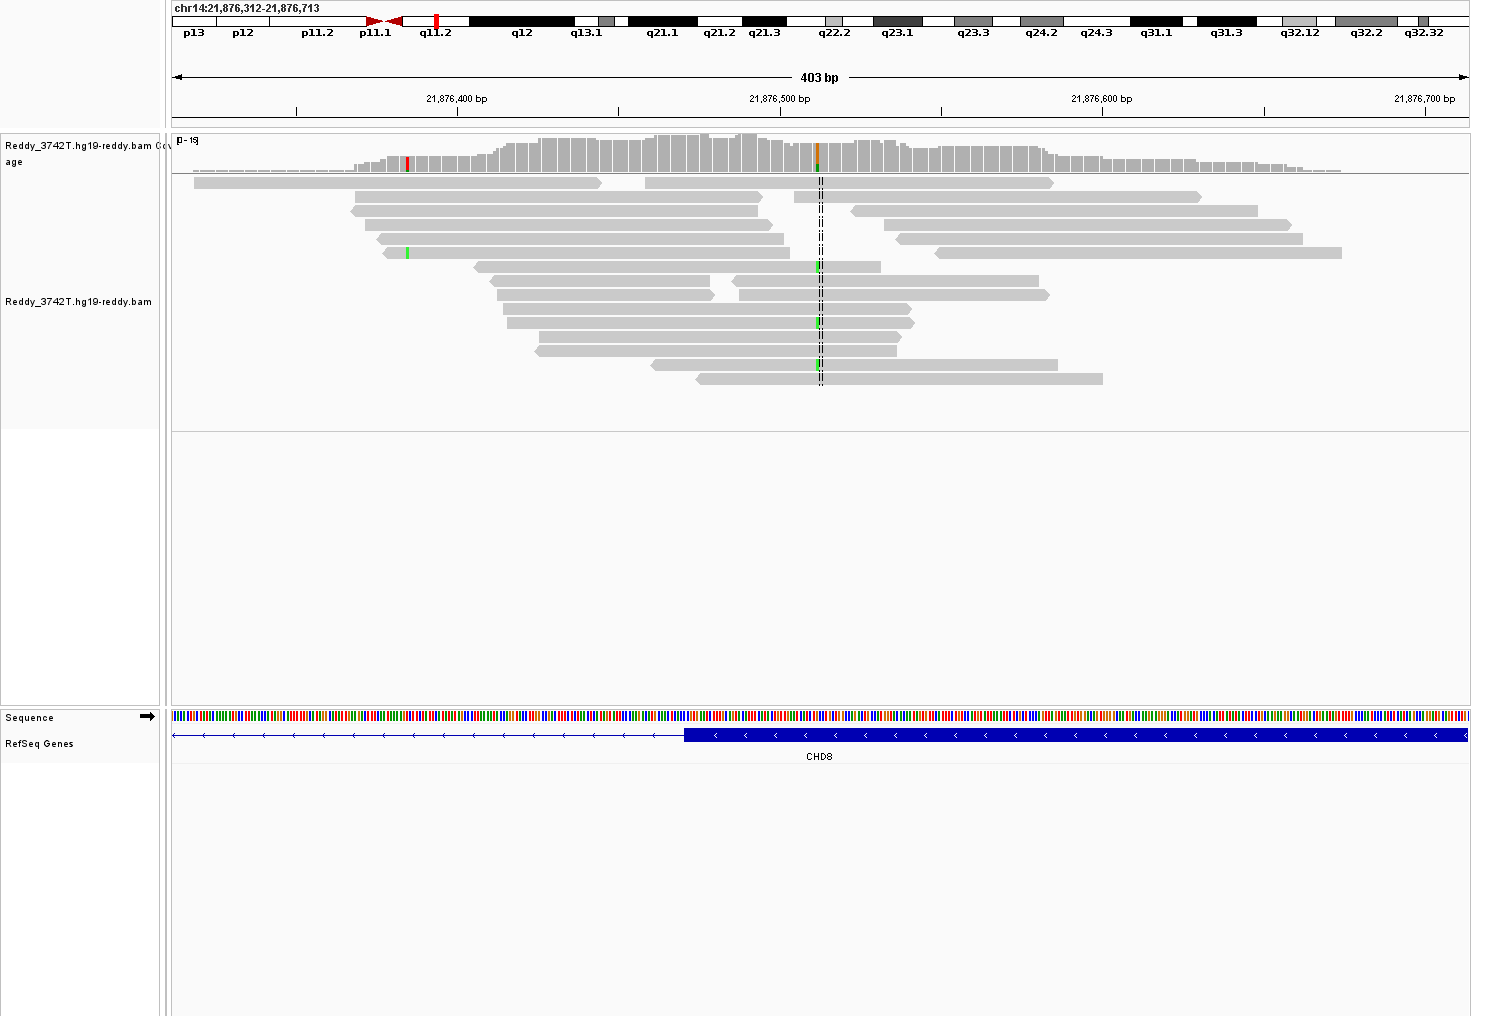 chr14:21,876,312-21,876,713
p13 p12 p11.2 p11.1 q11.2 q12 q13.1 q21.1 q21.2 q21.3 q22.2 q23.1 q23.3 q24.2 q24.3 q31.1 q31.3 q32.12 q32.2 q32.32
403 bp
21,876,400 bp 21,876,500 bp 21,876,600 bp 21,876,700 bp
Reddy_3742T.hg19-reddy.bam Cov
age
[0 - 19]
Reddy_3742T.hg19-reddy.bam
Sequence
RefSeq Genes
CHD8